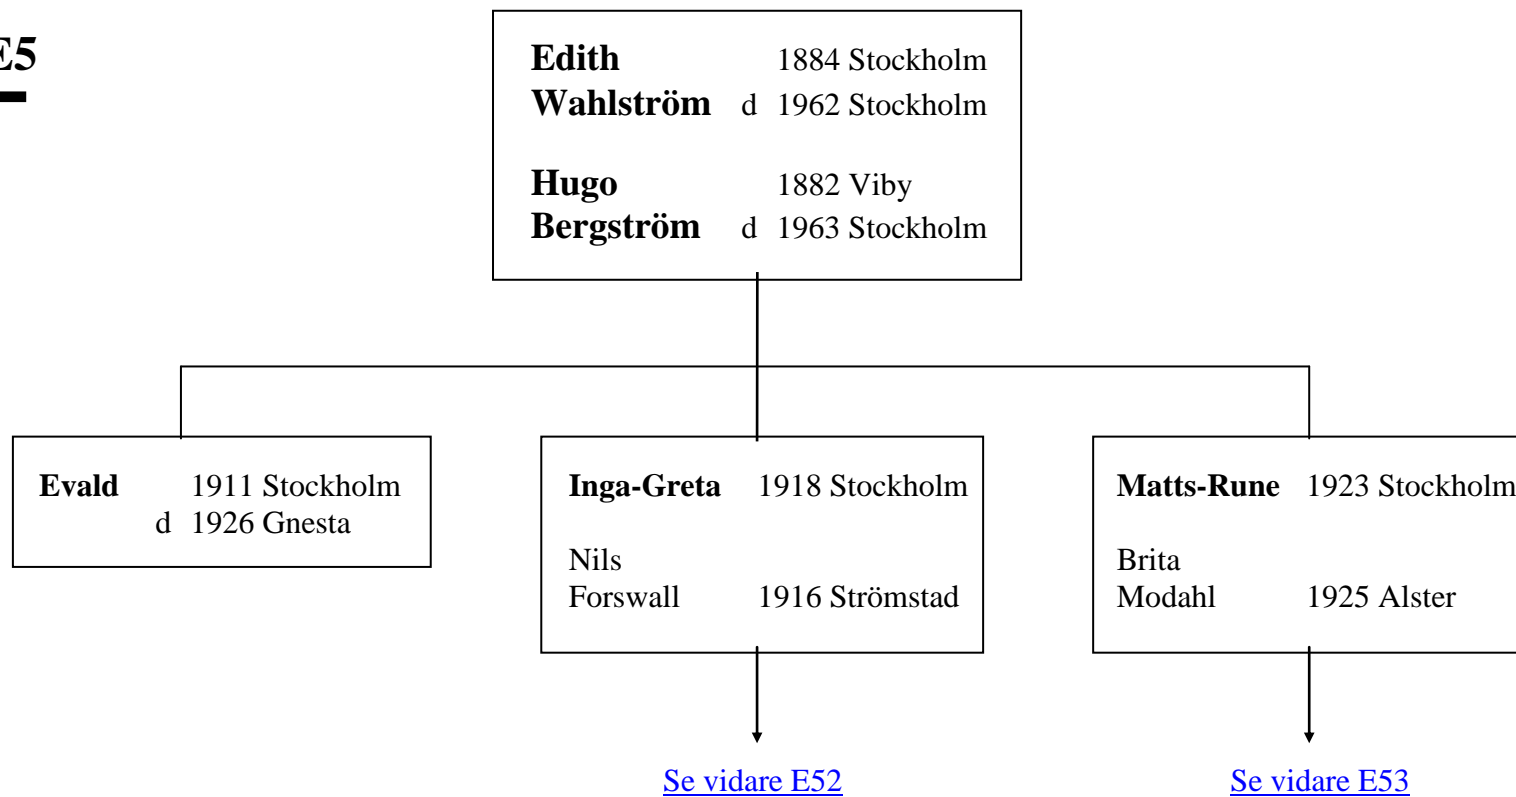 E5
Edith 1884 Stockholm
Wahlström d 1962 Stockholm
Hugo 1882 Viby
Bergström d 1963 Stockholm
Evald 1911 Stockholm
d 1926 Gnesta
Inga-Greta 1918 Stockholm
Nils
Forswall 1916 Strömstad
Matts-Rune 1923 Stockholm
Brita
Modahl 1925 Alster
Se vidare E52
Se vidare E53